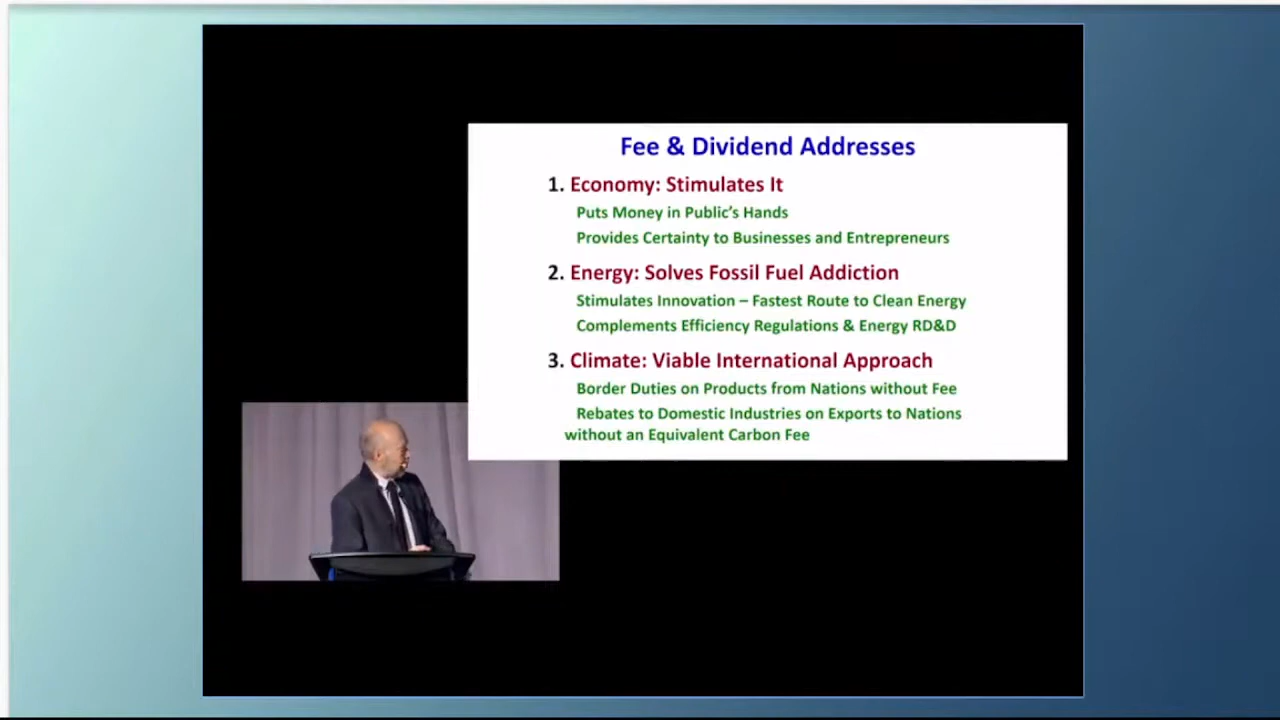 Fee & Dividend Addresses
1. Economy: Stimulates It
Puts Money in Public’s Hands
Provides Certainty to Businesses and Entrepreneurs
2. Energy: Solves Fossil Fuel Addiction
Stimulates Innovation – Fastest Route to Clean Energy
Complements Efficiency Regulations & Energy RD&D
3. Climate: Viable International Approach
Border Duties on Products from Nations without Fee
Rebates to Domestic Industries on Exports to Nations
without an Equivalent Carbon Fee